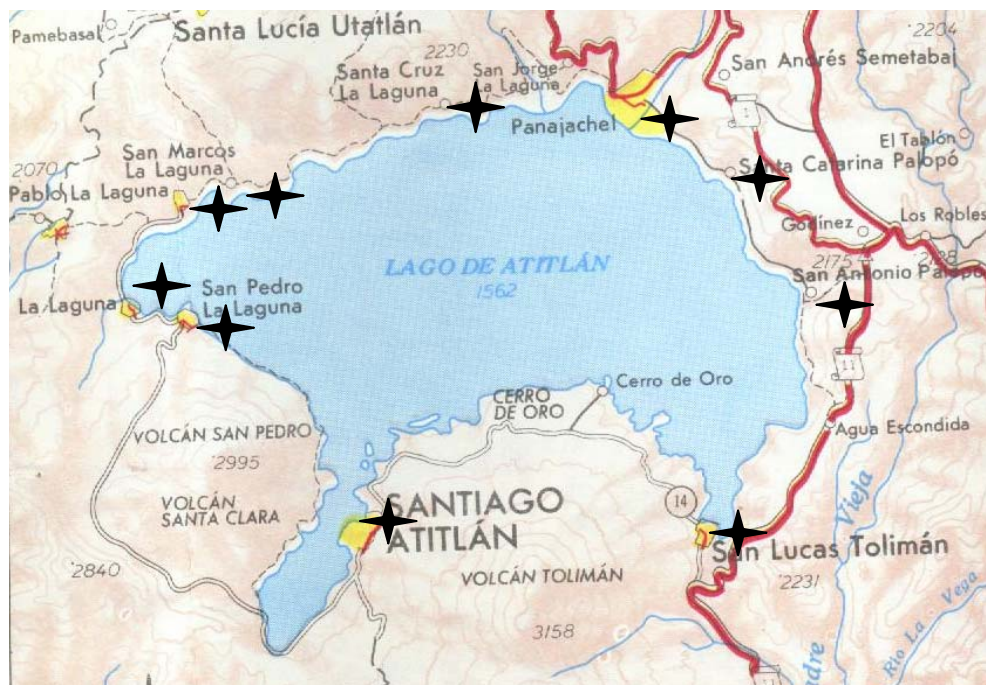 Pamebasal
Santa Lucía Utatlán
2230
2204
Santa Cruz
La Laguna
San Jorge
La Laguna
San Andrés Semetabaj
Panajachel
1
El Tablón
San Marcos
La Laguna
2070
Pablo La Laguna
Santa Catarina Palopó
Godínez
Los Robles
LAGO DE ATITLÁN
1562
2175
2128
San Antonio Palopó
La Laguna
San Pedro
La Laguna
11
Cerro de Oro
CERRO
DE ORO
Agua Escondida
VOLCÁN SAN PEDRO
2995
VOLCÁN
SANTA CLARA
14
SANTIAGO
ATITLÁN
San Lucas Tolimán
Vieja
2840
VOLCÁN TOLIMÁN
2231
3158
Madre
Río La Vega